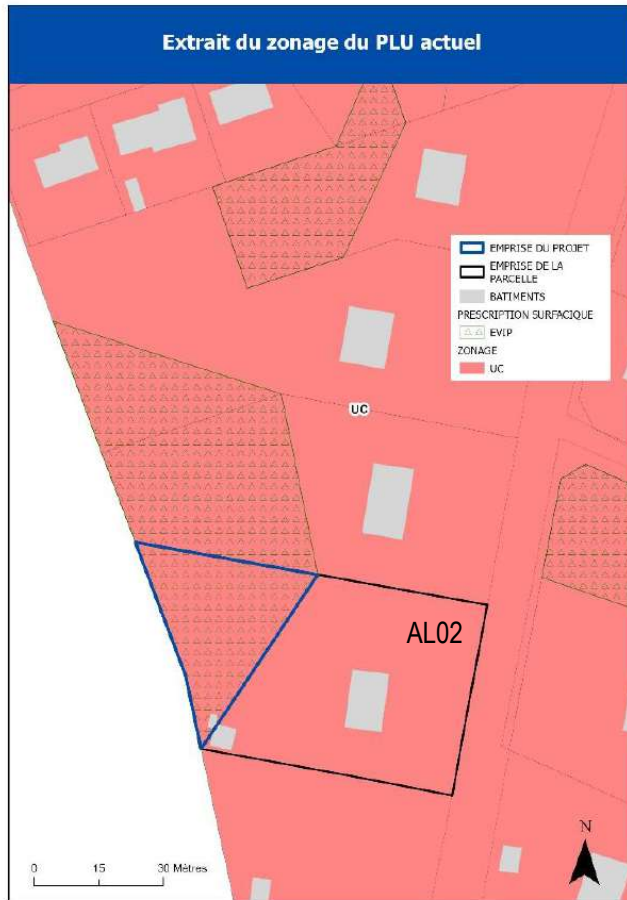 Extrait du zonage du PLU actuel
EMPRISE DU PROJET
EMPRISE DE LA
PARCELLE
BATIMENTS
PRESCRIPTION SURFACIQUE
EVIP
ZONAGE
UC
UC
AL02
N
0 15 30 Mètres